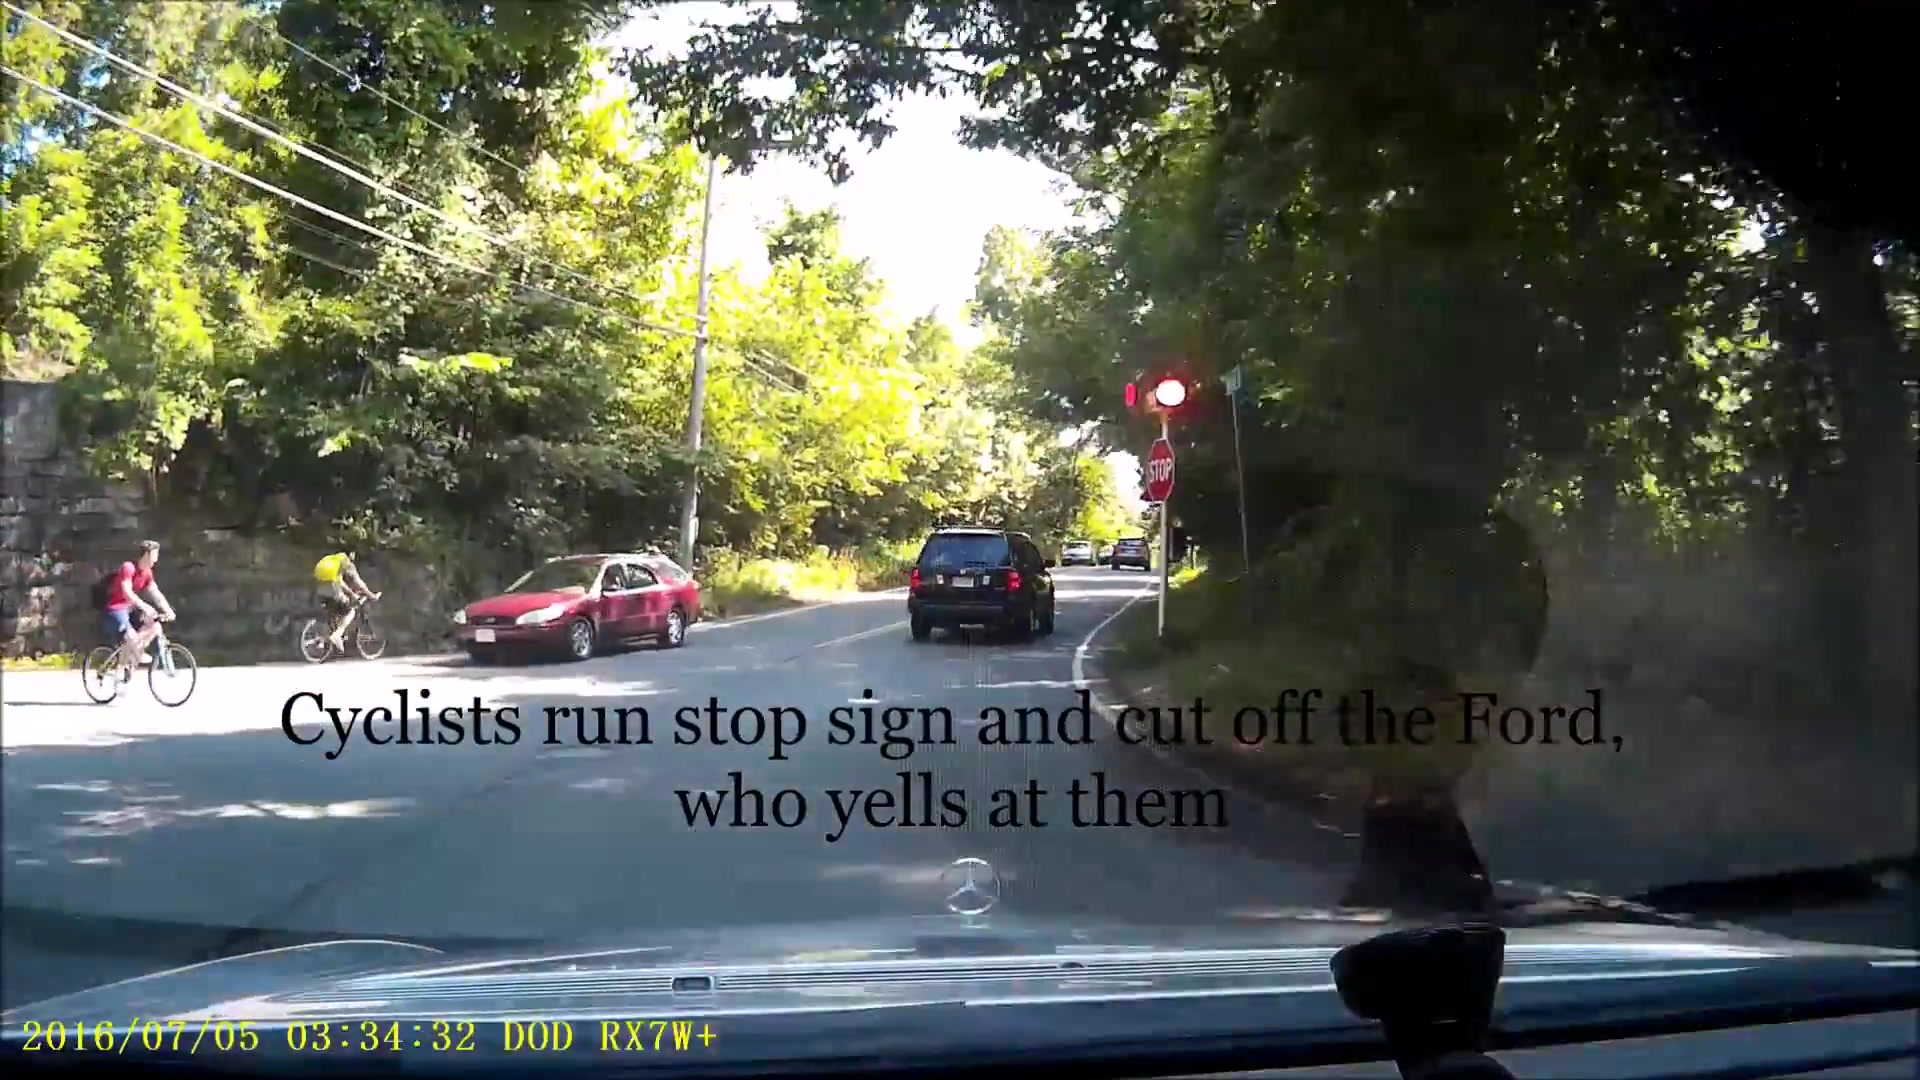 STOP
Cyclists run stop sign and cut off the Ford,
who yells at them
2016/07/05 03:34:32 DOD RX7W+